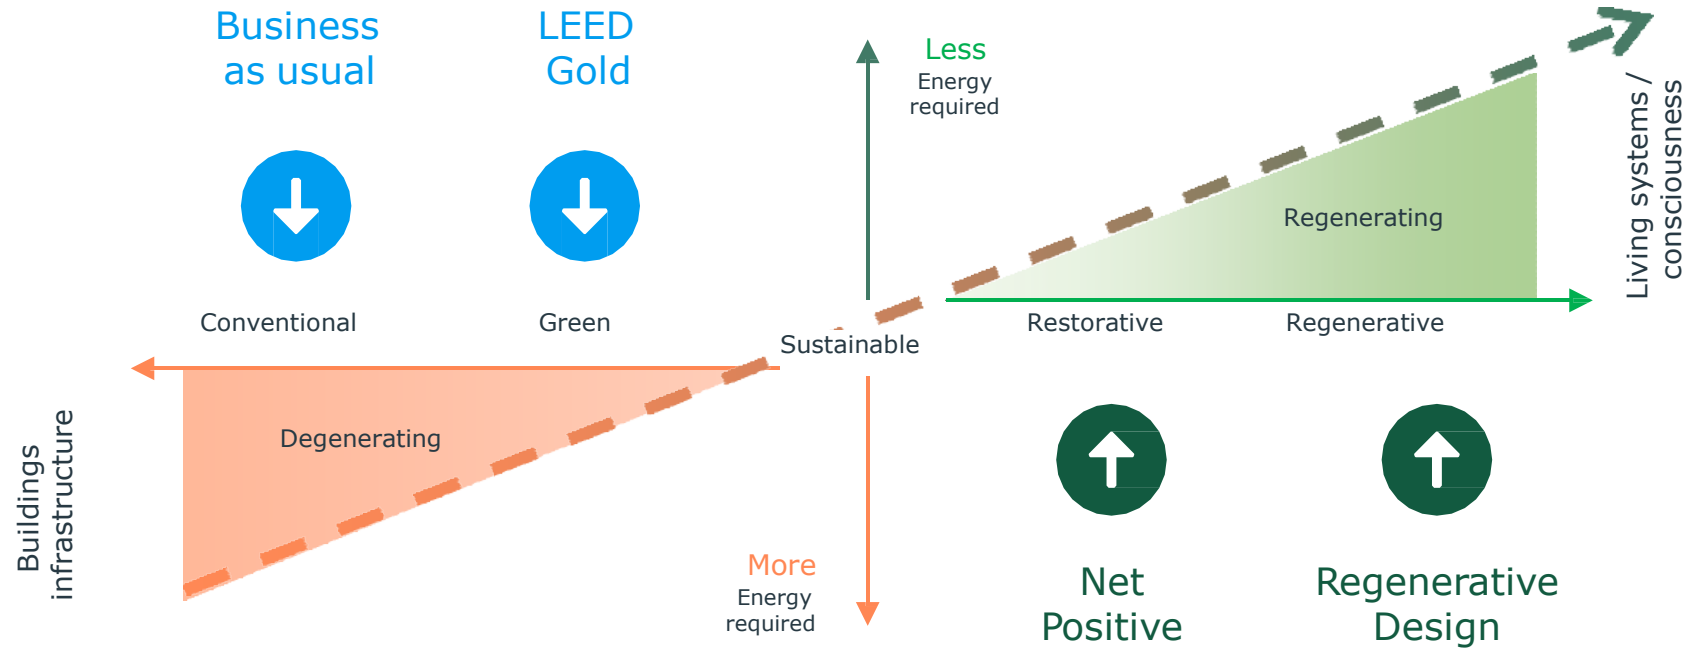 Business
as usual
LEED
Gold
Less
Energy
required
Living systems /
consciousness
Regenerating
Conventional
Green
Sustainable
Restorative
Regenerative
Degenerating
Buildings
infrastructure
More
Energy
required
Net
Positive
Regenerative
Design